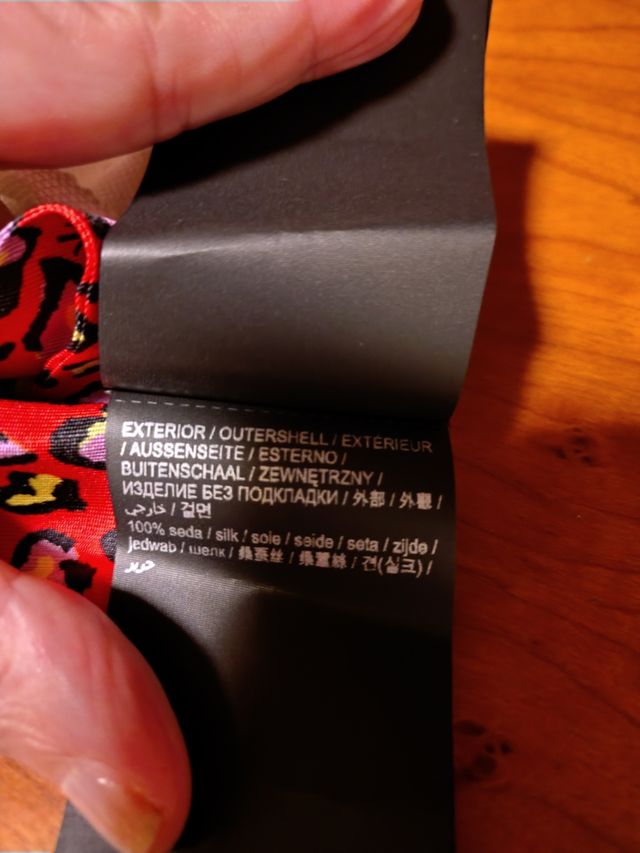 EXTERIOR / OUTERSHELL / EXTÉRIEUR
/ AUSSENSEITE / ESTERNO /
BUITENSCHAAL / ZEWNĘTRZNY /
ИЗДЕЛИЕ БЕЗ ПОДКЛАДКИ / 外部 / 外觀 /
خارجي / 겉면
100% seda / silk / soie / seide / seta / zijde /
jedwab / шелк / 桑蚕丝 / 桑蠶絲 / 견(실크) /
حرير